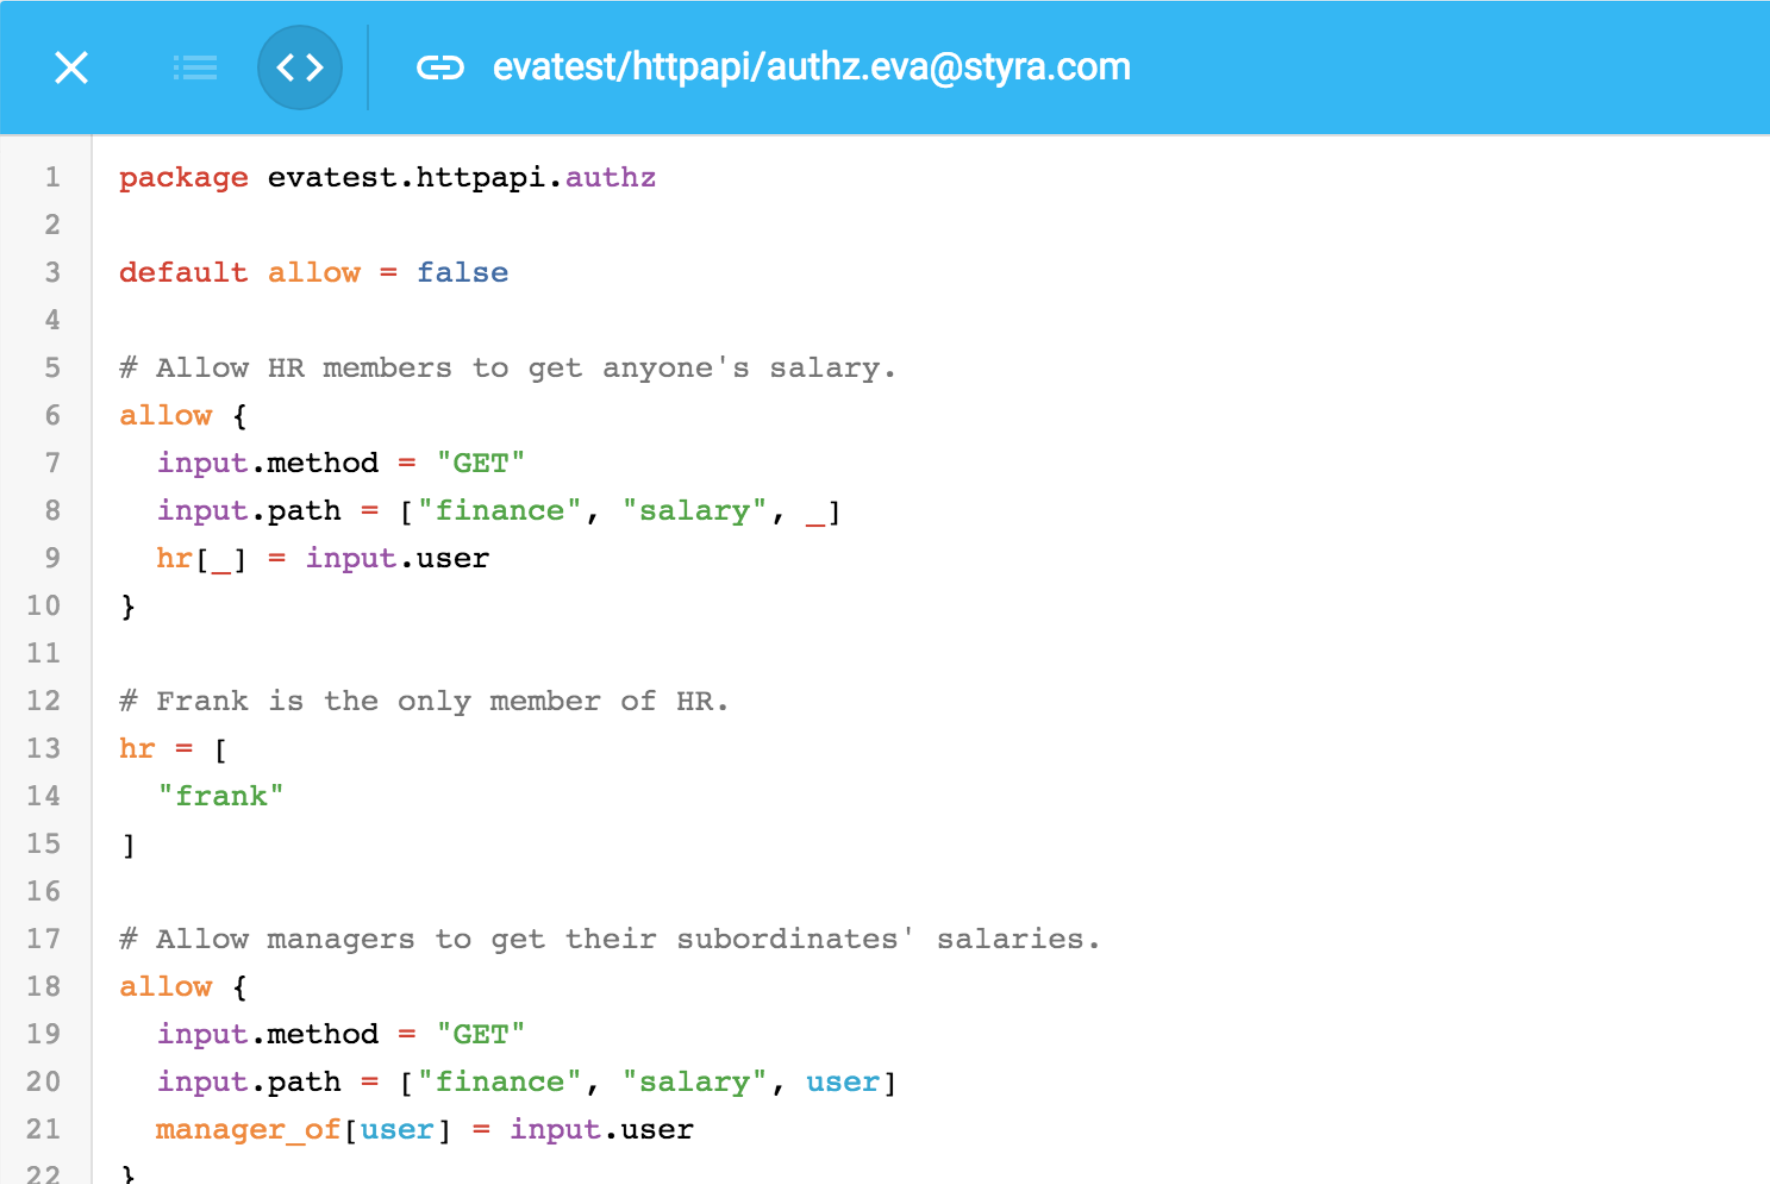 evatest/httpapi/authz.eva@styra.com
1 package evatest.httpapi.authz
2
3 default allow = false
4
5 # Allow HR members to get anyone's salary.
6 allow {
7   input.method = "GET"
8   input.path = ["finance", "salary", _]
9   hr[_] = input.user
10 }
11
12 # Frank is the only member of HR.
13 hr = [
14   "frank"
15 ]
16
17 # Allow managers to get their subordinates' salaries.
18 allow {
19   input.method = "GET"
20   input.path = ["finance", "salary", user]
21   manager_of[user] = input.user
22 }